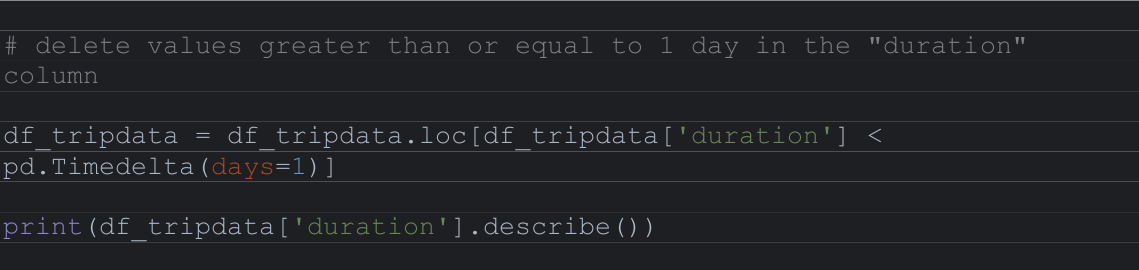 # delete values greater than or equal to 1 day in the "duration"
column
df_tripdata = df_tripdata.loc[df_tripdata['duration'] <
pd.Timedelta(days=1)]
print(df_tripdata['duration'].describe())